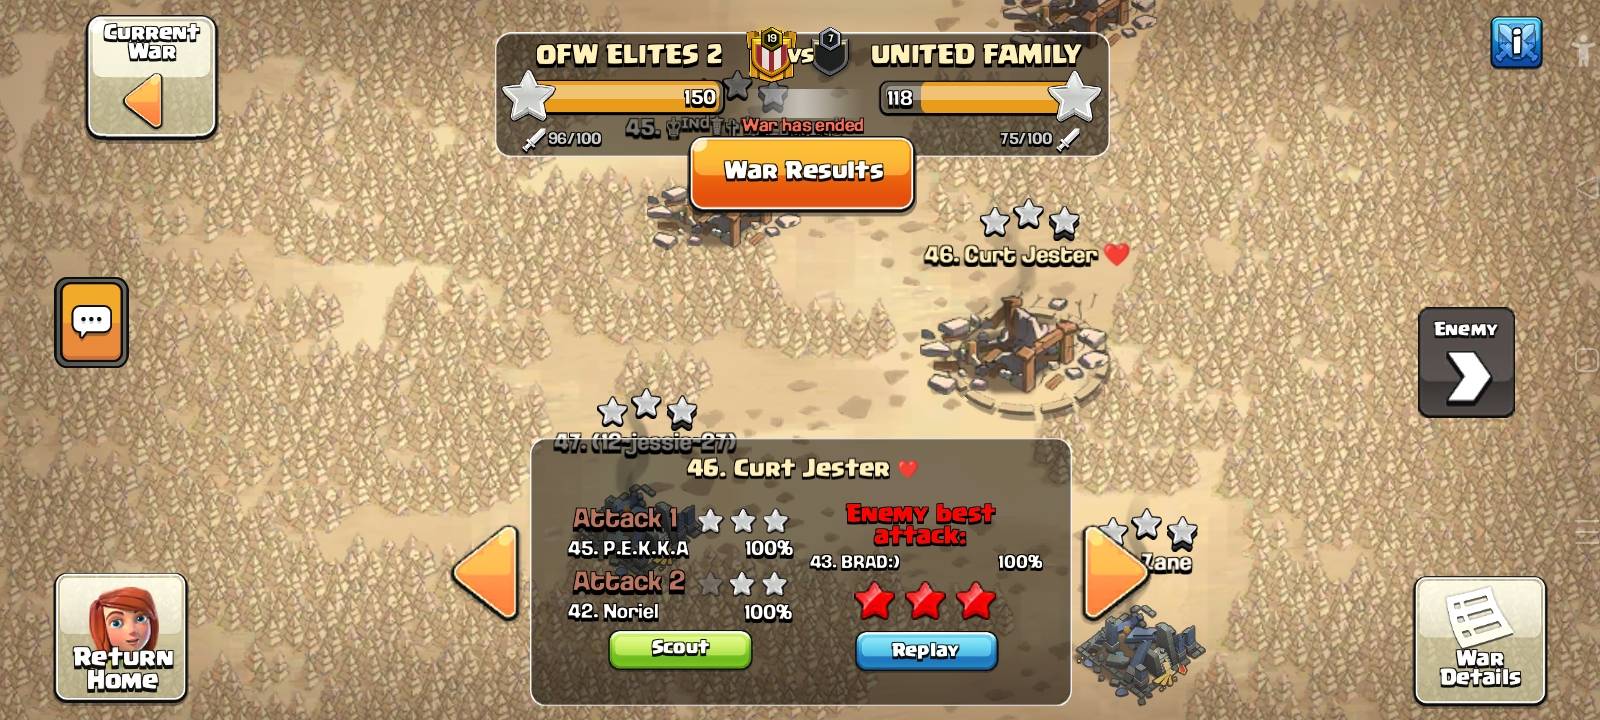 Current
War
OFW ELITES 2
19
vs
7
UNITED FAMILY
150
118
45.
War has ended
96/100
75/100
War Results
46. Curt Jester ❤️
Enemy
47. (12-jessie-27)
46. Curt Jester ❤️
Attack 1
45. P.E.K.K.A
100%
Attack 2
42. Noriel
100%
Scout
Enemy best
attack:
43. BRAD:)
100%
Replay
Zane
Return
Home
War
Details